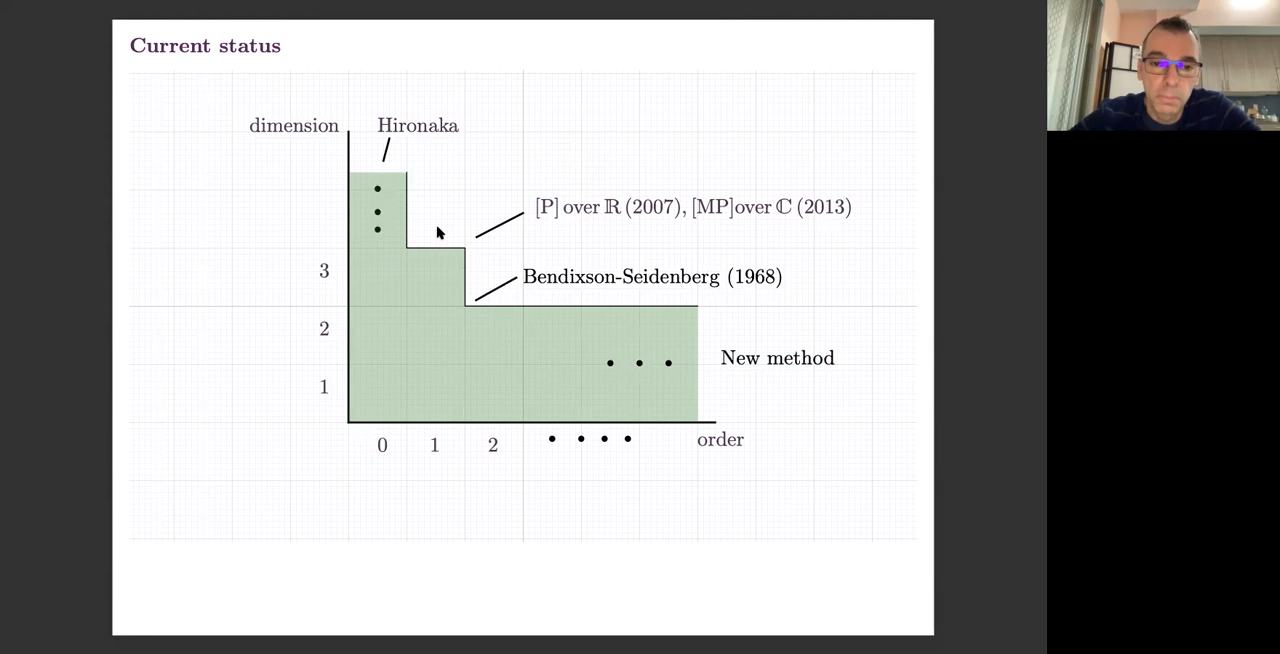 Current status
dimension
Hironaka
[P] over ℝ (2007), [MP]over ℂ (2013)
3
Bendixson-Seidenberg (1968)
2
New method
1
0 1 2 order